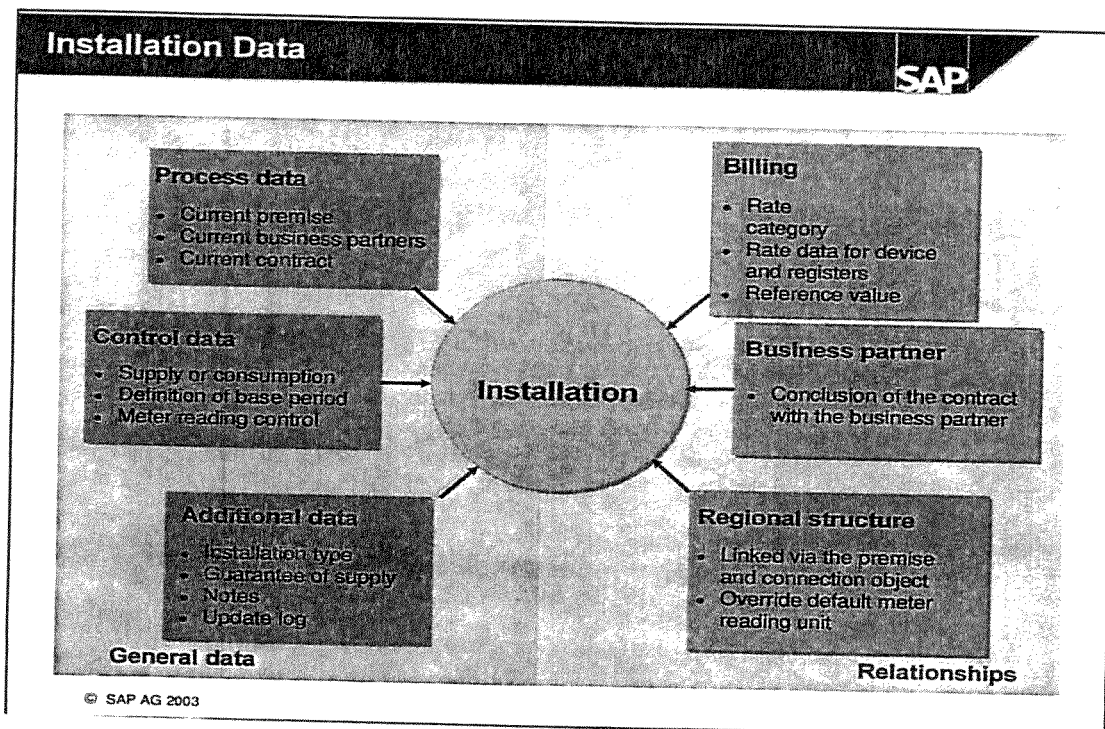 Installation Data
SAP
Process data
• Current premise
• Current business partners
• Current contract
Control data
• Supply or consumption
• Definition of base period
• Meter reading control
Additional data
• Installation type
• Guarantee of supply
• Notes
• Update log
General data
Installation
Billing
• Rate
category
• Rate data for device
and registers
• Reference value
Business partner
• Conclusion of the contract
with the business partner
Regional structure
• Linked via the premise
and connection object
• Override default meter
reading unit
Relationships
© SAP AG 2003